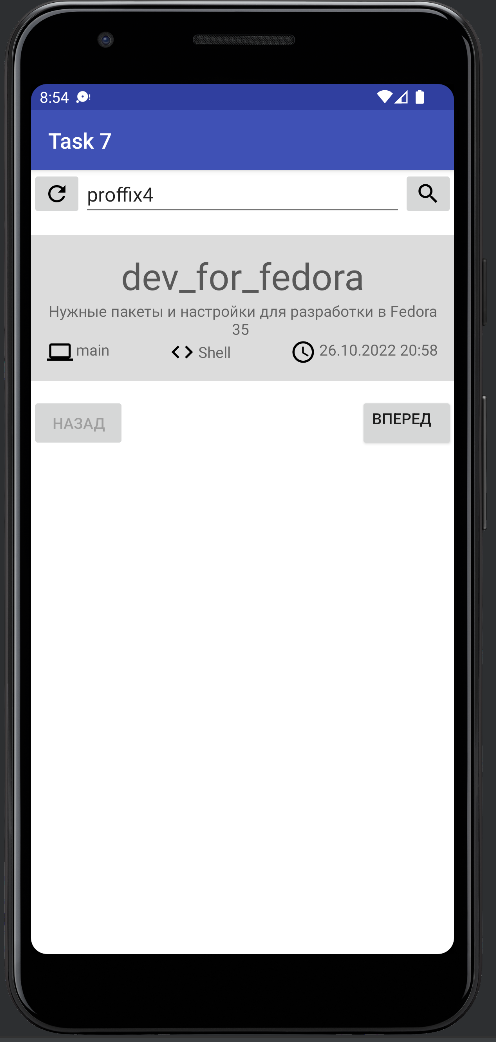 8:54
Task 7
proffix4
dev_for_fedora
Нужные пакеты и настройки для разработки в Fedora
35
main
Shell
26.10.2022 20:58
НАЗАД
ВПЕРЕД